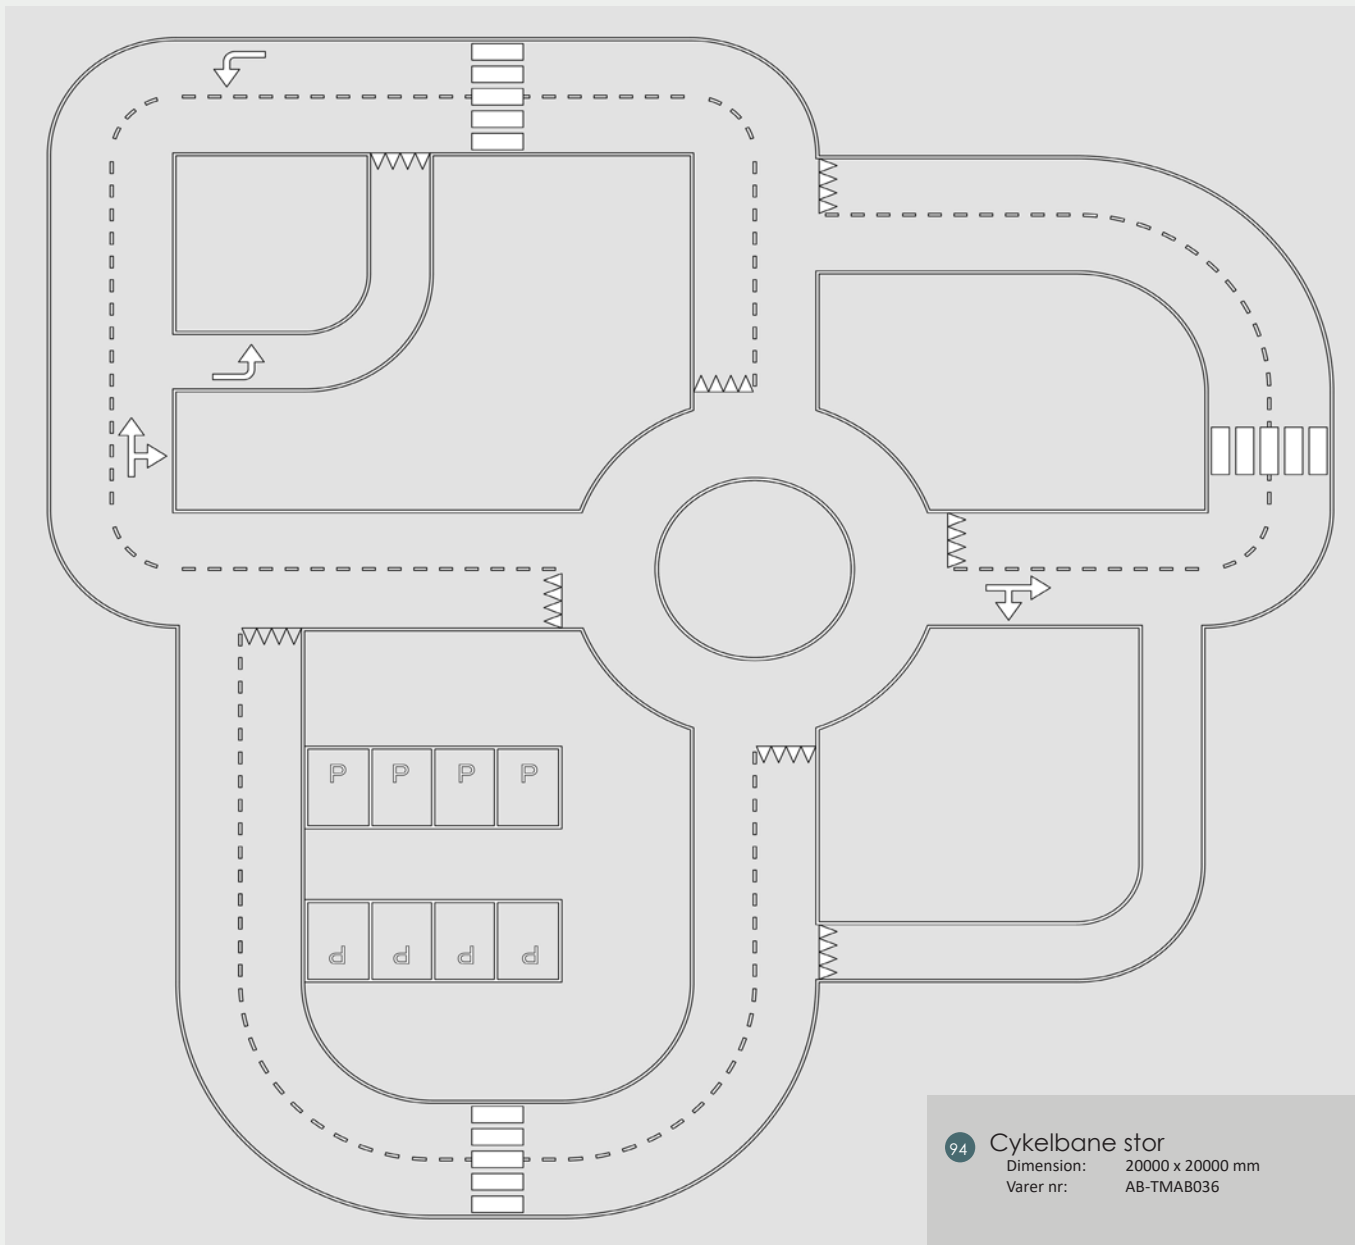 P P P P
P P P P
94 Cykelbane stor
Dimension: 20000 x 20000 mm
Varer nr: AB-TMAB036